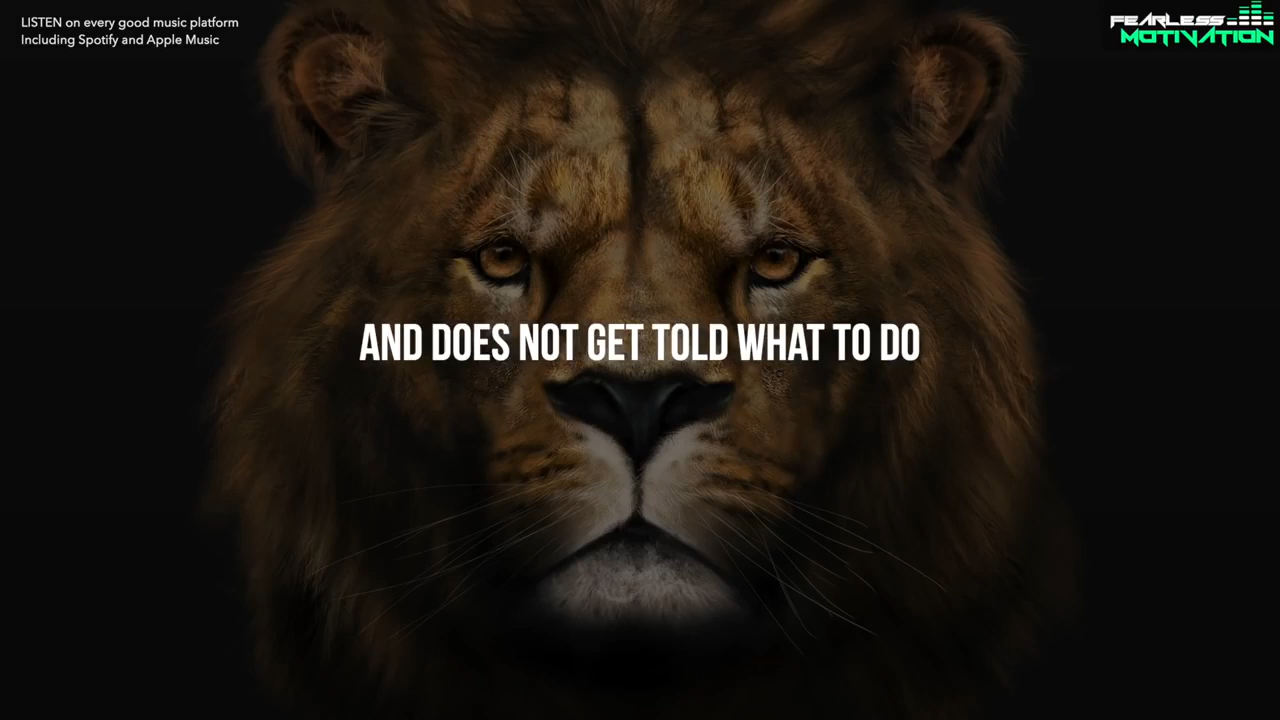 LISTEN on every good music platform
Including Spotify and Apple Music
FEARLESS
MOTIVATION
AND DOES NOT GET TOLD WHAT TO DO